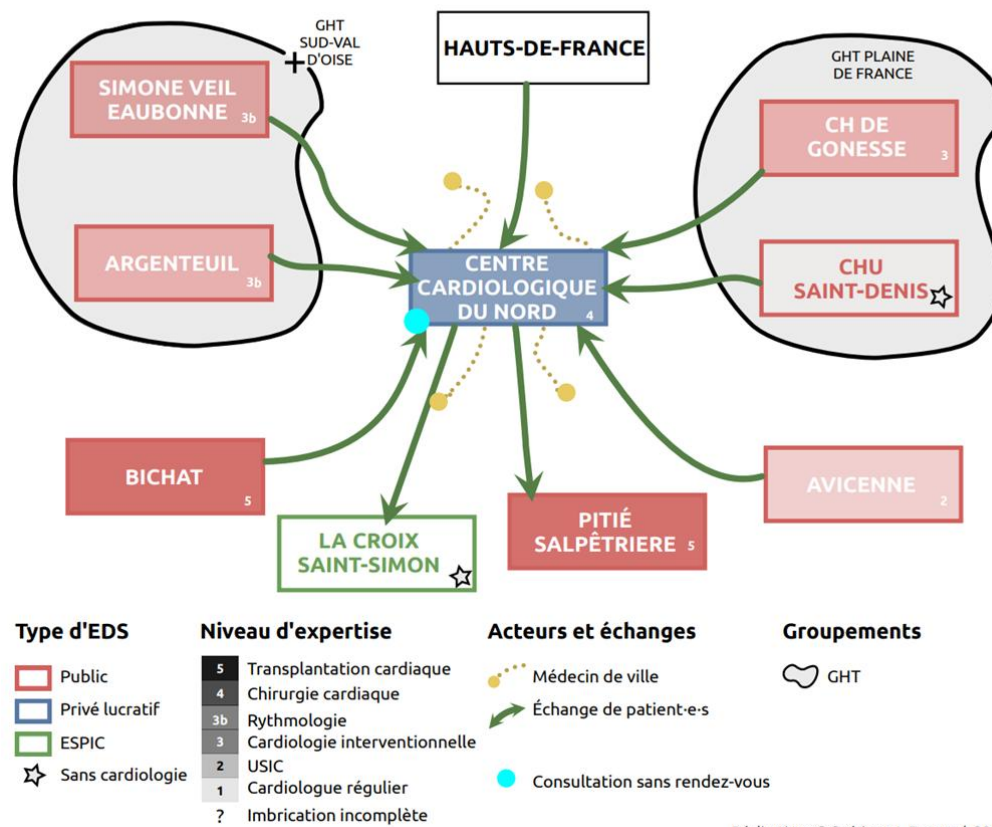 GHT
SUD-VAL
D'OISE
HAUTS-DE-FRANCE
GHT PLAINE
DE FRANCE
SIMONE VEIL
EAUBONNE 3b
CH DE
GONESSE 3
ARGENTEUIL 3b
CENTRE
CARDIOLOGIQUE
DU NORD 4
CHU
SAINT-DENIS
BICHAT 5
LA CROIX
SAINT-SIMON
PITIÉ
SALPÊTRIERE 5
AVICENNE 2
Type d'EDS
Public
Privé lucratif
ESPIC
Sans cardiologie
Niveau d'expertise
5 Transplantation cardiaque
4 Chirurgie cardiaque
3b Rythmologie
3 Cardiologie interventionnelle
2 USIC
1 Cardiologue régulier
? Imbrication incomplète
Acteurs et échanges
Médecin de ville
Échange de patient·e·s
Consultation sans rendez-vous
Groupements
GHT